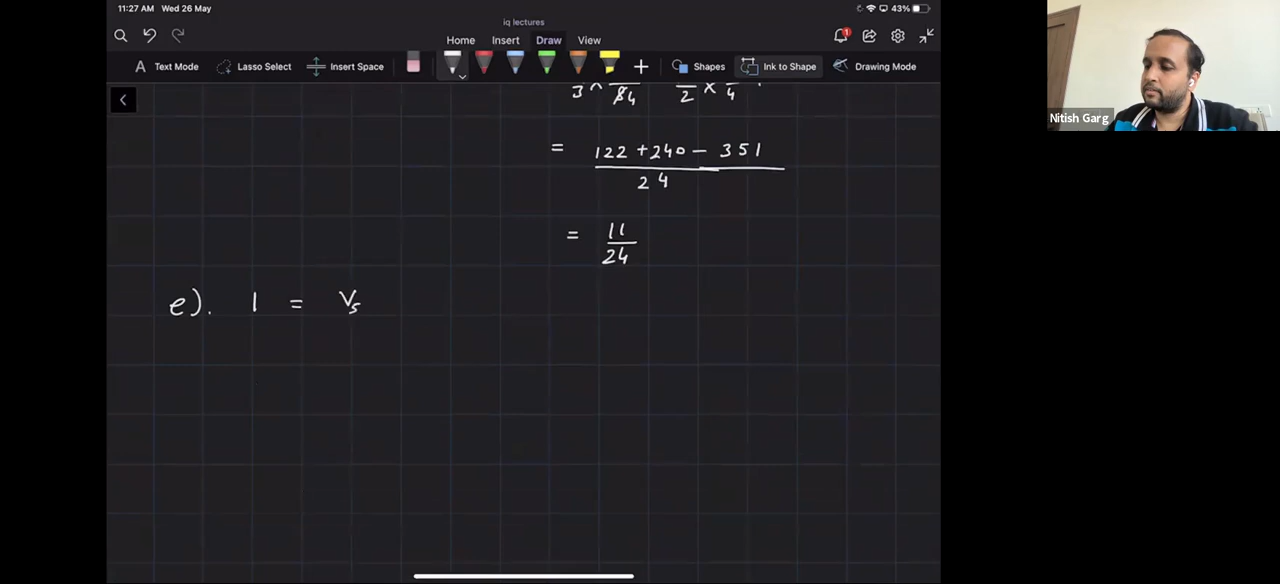 11:27 AM Wed 26 May
43%
iq lectures
Home Insert Draw View
Text Mode Lasso Select Insert Space Shapes Ink to Shape Drawing Mode
Nitish Garg
= 122 + 240 - 351
24
= 11
24
e). 1 = V₅